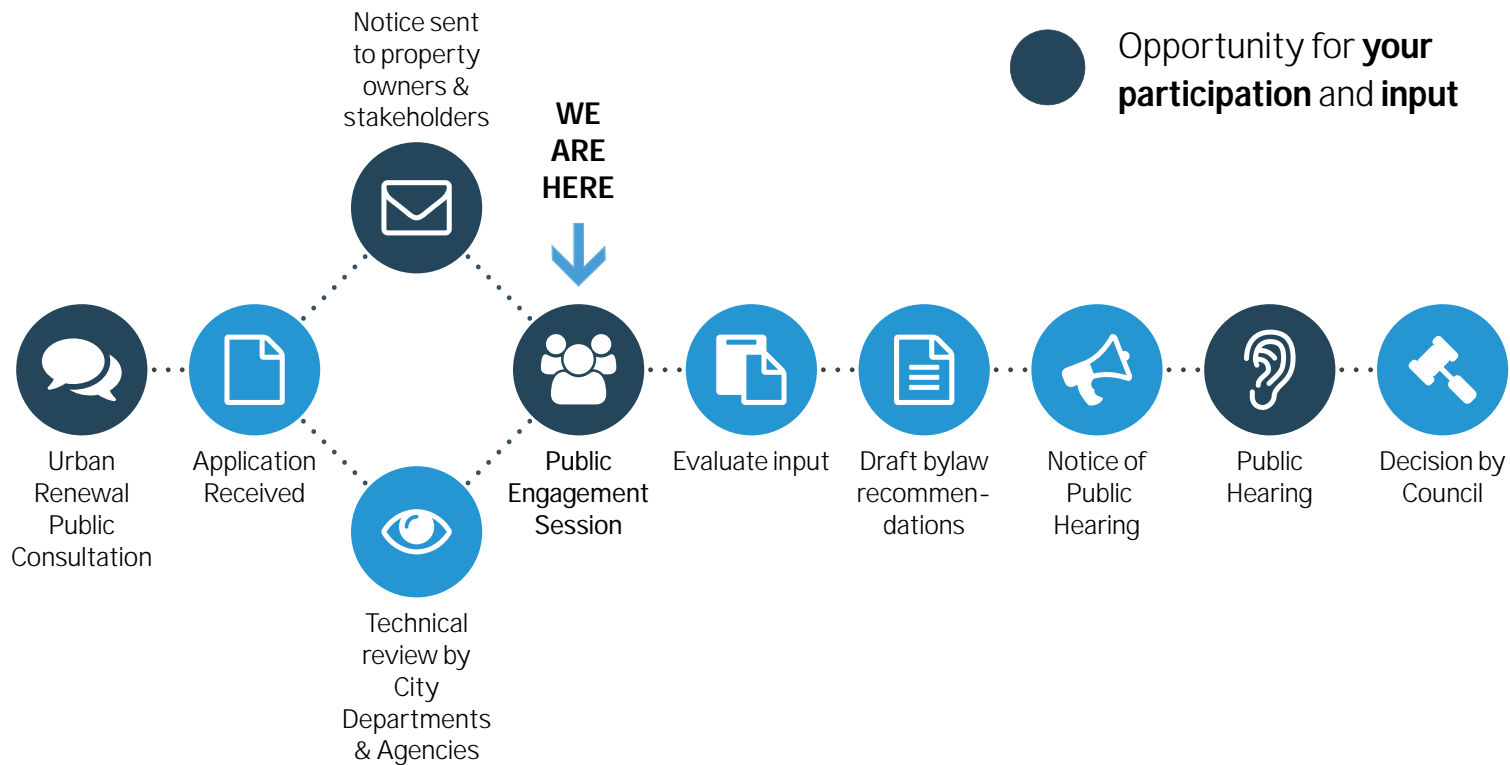 Notice sent
to property
owners &
stakeholders
WE
ARE
HERE
Opportunity for your
participation and input
Urban
Renewal
Public
Consultation
Application
Received
Technical
review by
City
Departments
& Agencies
Public
Engagement
Session
Evaluate input
Draft bylaw
recommen-
dations
Notice of
Public
Hearing
Public
Hearing
Decision by
Council